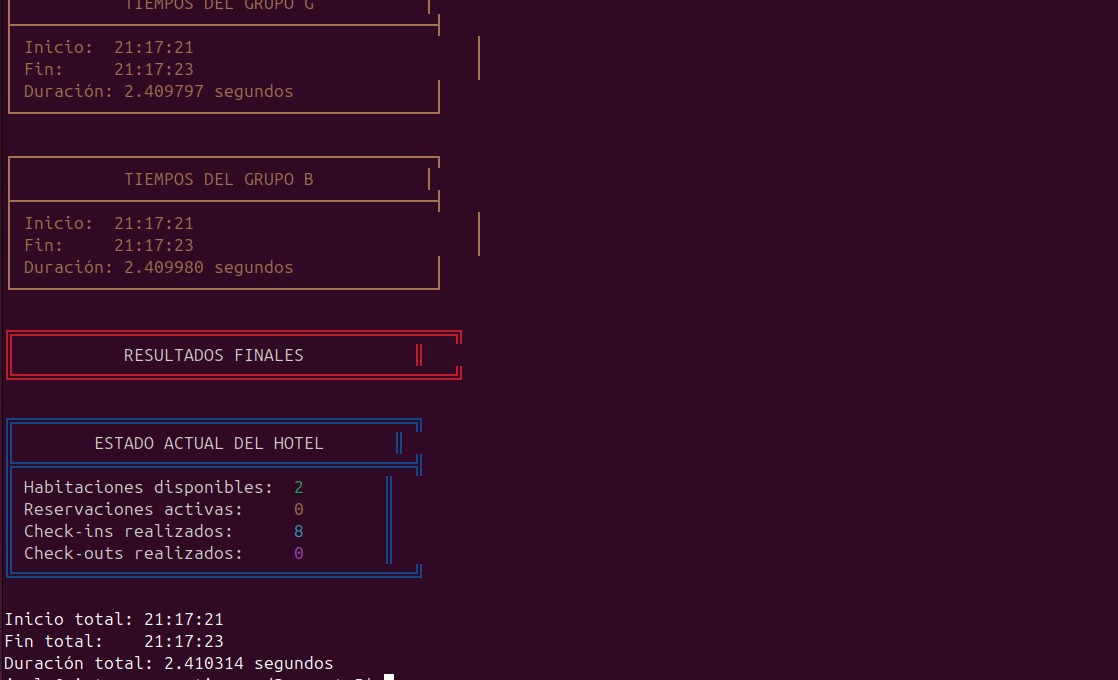 TIEMPOS DEL GRUPO G
Inicio: 21:17:21
Fin: 21:17:23
Duración: 2.409797 segundos
TIEMPOS DEL GRUPO B
Inicio: 21:17:21
Fin: 21:17:23
Duración: 2.409980 segundos
RESULTADOS FINALES
ESTADO ACTUAL DEL HOTEL
Habitaciones disponibles: 2
Reservaciones activas: 0
Check-ins realizados: 8
Check-outs realizados: 0
Inicio total: 21:17:21
Fin total: 21:17:23
Duración total: 2.410314 segundos